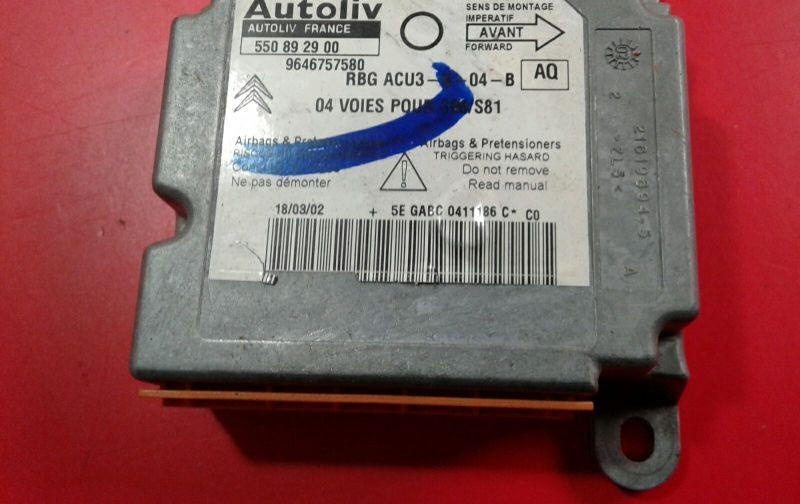 Autoliv
AUTOLIV FRANCE
550 89 29 00
9646757580
SENS DE MONTAGE
IMPERATIF
AVANT
FORWARD
RBG ACU3- -04-B AQ
04 VOIES POUR /S81
Airbags & Airbags & Pretensioners
TRIGGERING HASARD
Do not remove
Ne pas démonter Read manual
18/03/02 + 5E GABC 0411186 C* C0
2
A